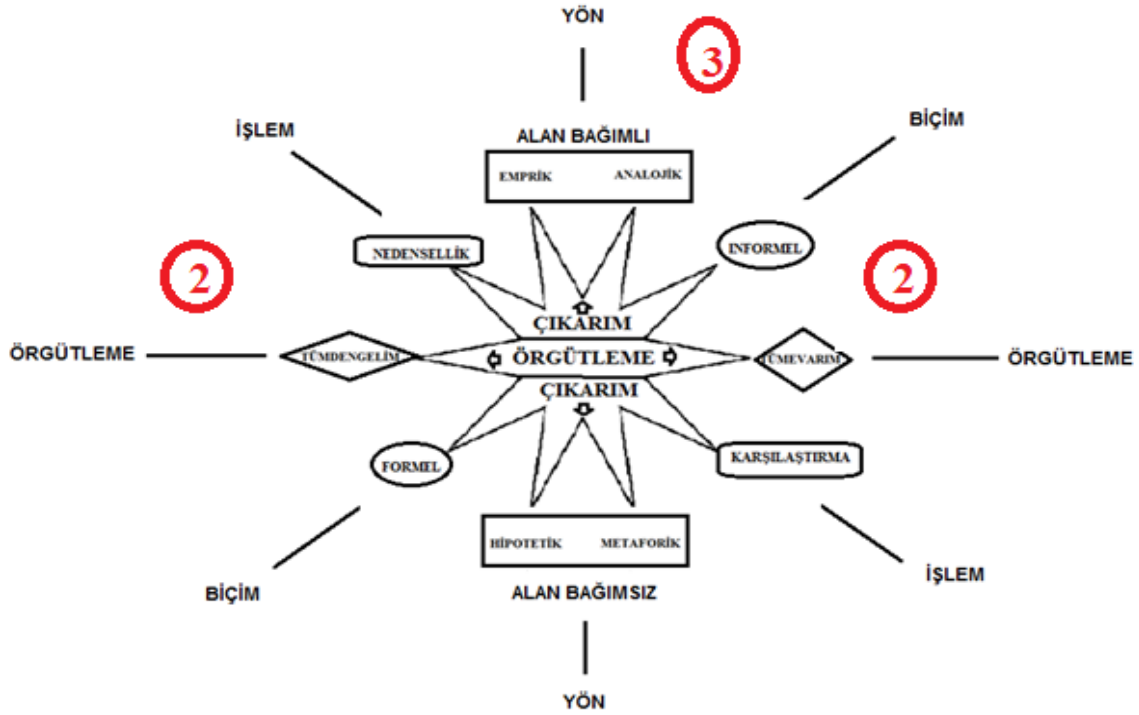 YÖN
3
İŞLEM
BİÇİM
ALAN BAĞIMLI
EMPRİK ANALOJİK
NEDENSELLİK
INFORMEL
2
2
ÇIKARIM
ÖRGÜTLEME
TÜMDENGELİM
ÖRGÜTLEME
TÜMEVARIM
ÖRGÜTLEME
ÇIKARIM
FORMEL
KARŞILAŞTIRMA
HİPOTETİK METAFORİK
BİÇİM
ALAN BAĞIMSIZ
İŞLEM
YÖN